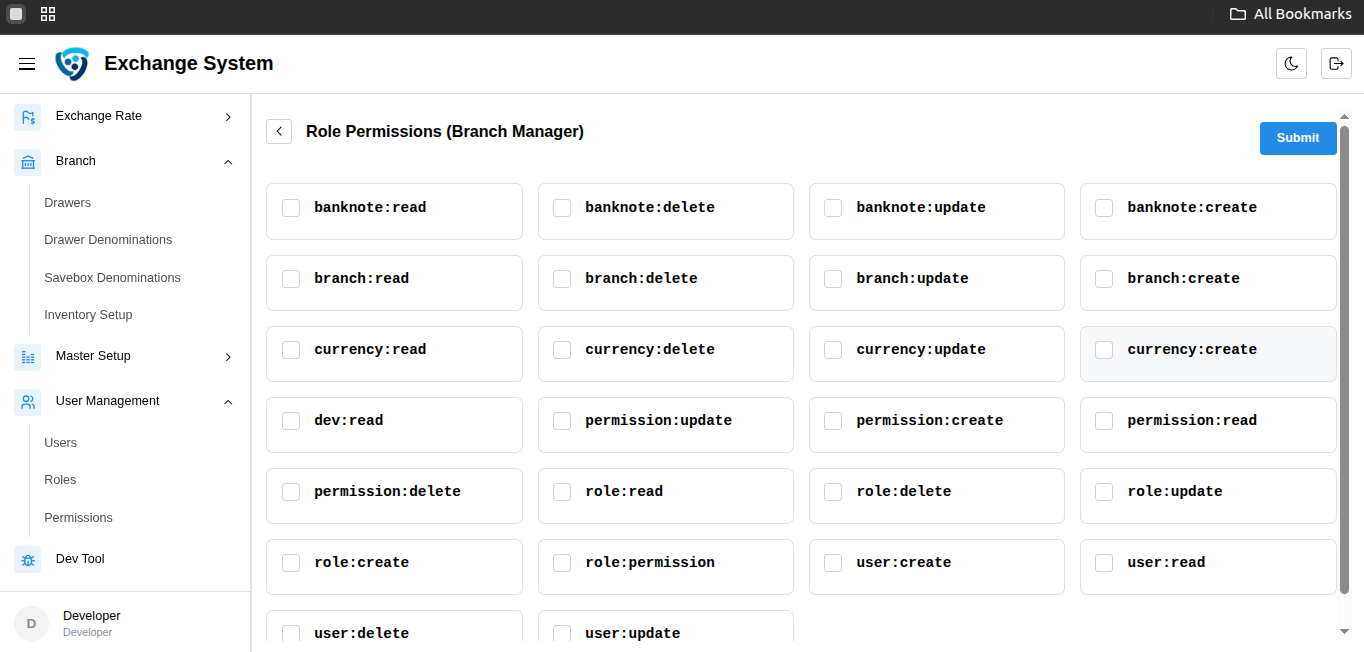 All Bookmarks
Exchange System
Exchange Rate
Branch
Drawers
Drawer Denominations
Savebox Denominations
Inventory Setup
Master Setup
User Management
Users
Roles
Permissions
Dev Tool
D
Developer
Developer
Role Permissions (Branch Manager)
Submit
banknote:read
banknote:delete
banknote:update
banknote:create
branch:read
branch:delete
branch:update
branch:create
currency:read
currency:delete
currency:update
currency:create
dev:read
permission:update
permission:create
permission:read
permission:delete
role:read
role:delete
role:update
role:create
role:permission
user:create
user:read
user:delete
user:update